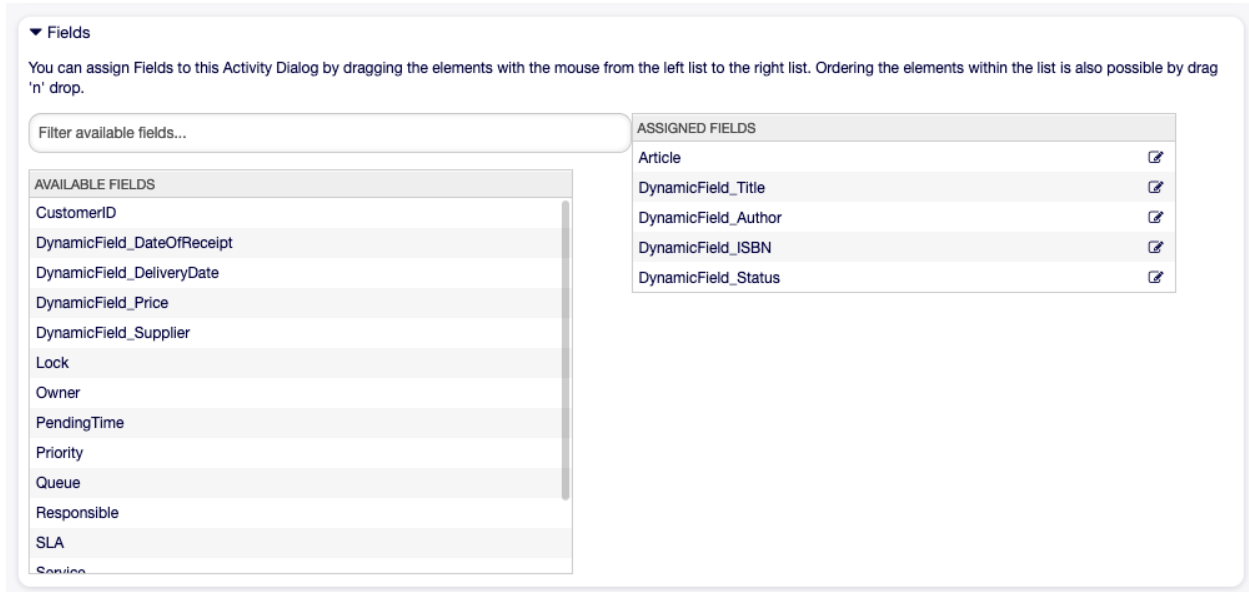 Fields
You can assign Fields to this Activity Dialog by dragging the elements with the mouse from the left list to the right list. Ordering the elements within the list is also possible by drag
'n' drop.
Filter available fields...
AVAILABLE FIELDS
CustomerID
DynamicField_DateOfReceipt
DynamicField_DeliveryDate
DynamicField_Price
DynamicField_Supplier
Lock
Owner
PendingTime
Priority
Queue
Responsible
SLA
Service
ASSIGNED FIELDS
Article
DynamicField_Title
DynamicField_Author
DynamicField_ISBN
DynamicField_Status